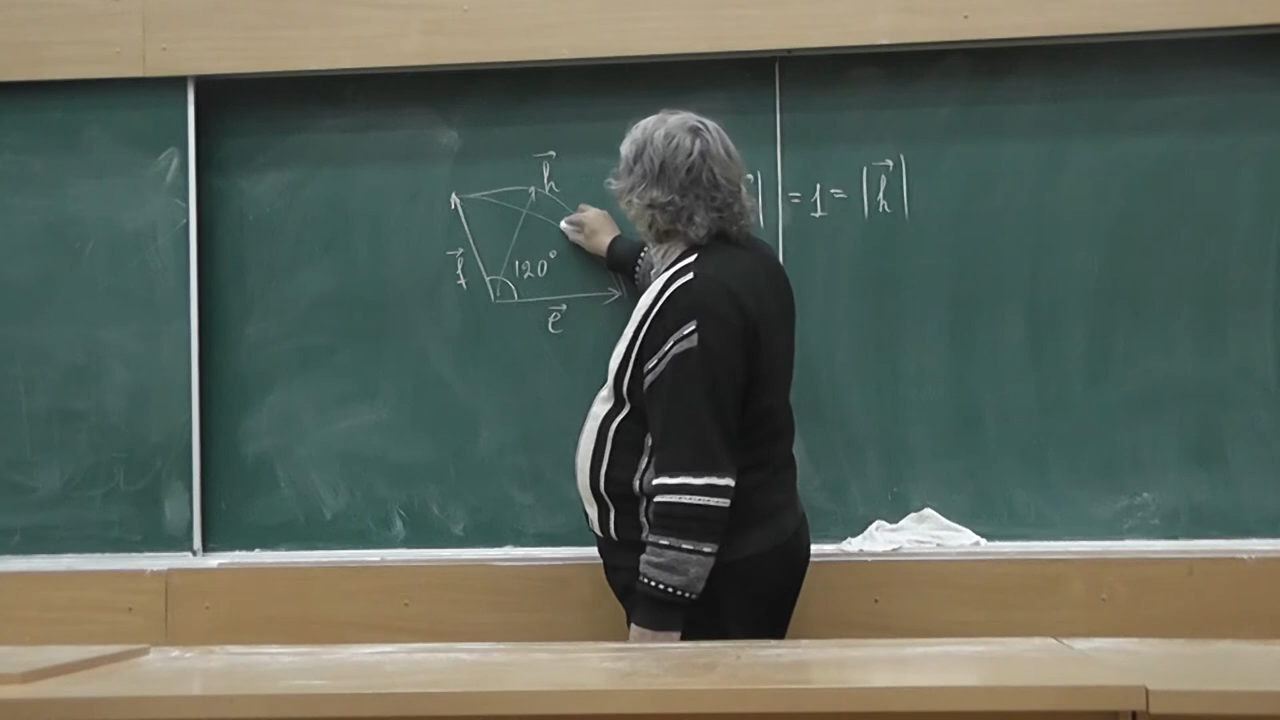 h⃗
| = 1 = |h⃗|
f⃗
120°
e⃗